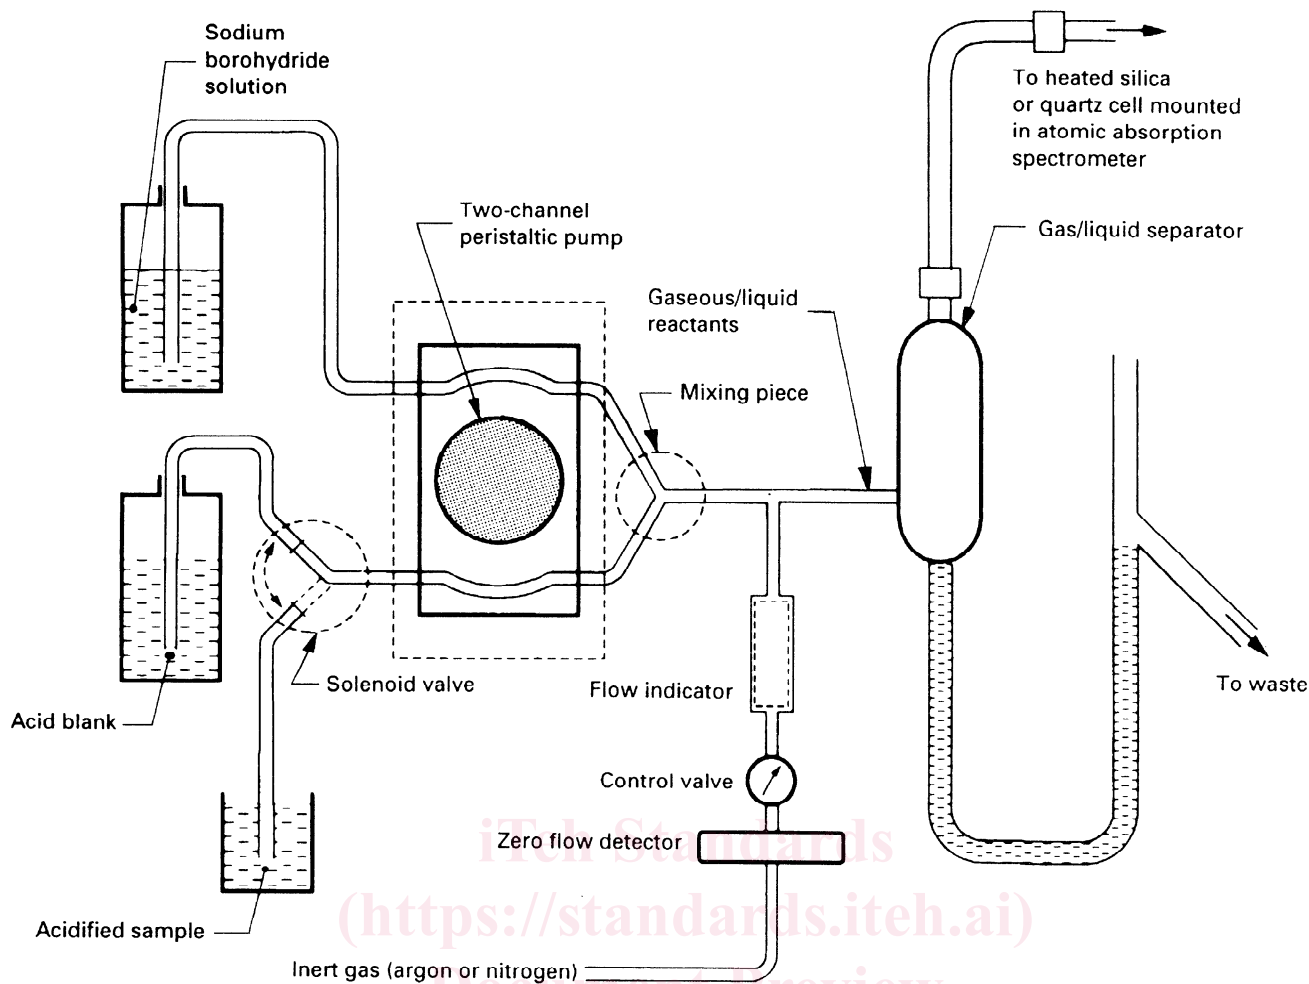 Sodium
borohydride
solution
To heated silica
or quartz cell mounted
in atomic absorption
spectrometer
Two-channel
peristaltic pump
Gas/liquid separator
Gaseous/liquid
reactants
Mixing piece
Solenoid valve
Flow indicator
To waste
Acid blank
Control valve
Zero flow detector
iTeh Standards
(https://standards.iteh.ai)
Acidified sample
Inert gas (argon or nitrogen)
Document Preview